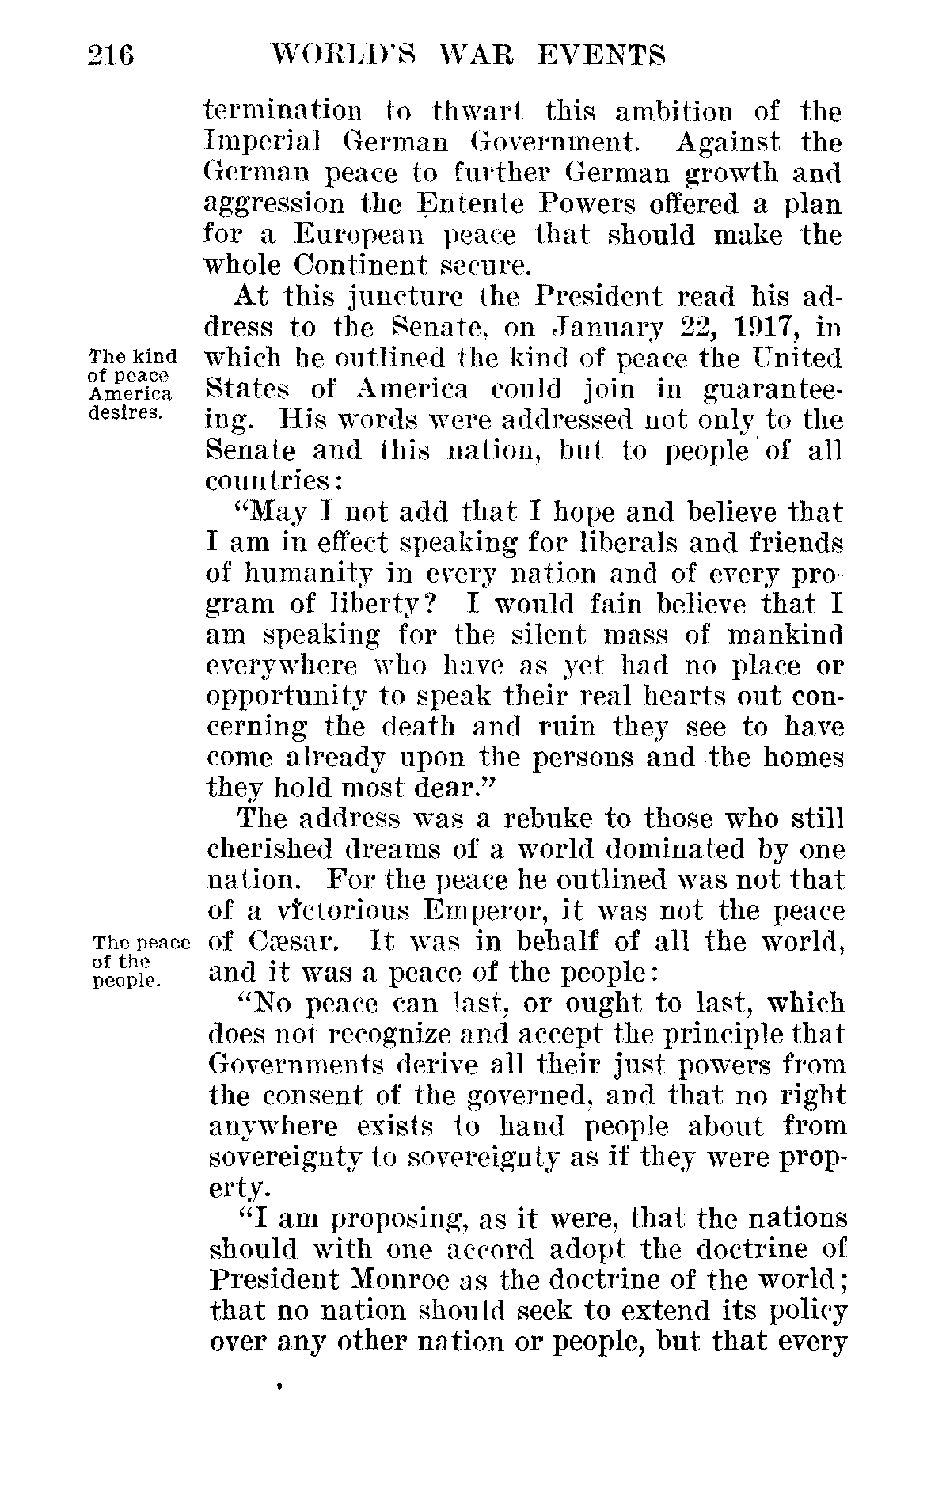 216 WORLD'S WAR EVENTS
termination to thwart this ambition of the
Imperial German Government. Against the
German peace to further German growth and
aggression the Entente Powers offered a plan
for a European peace that should make the
whole Continent secure.
At this juncture the President read his ad-
dress to the Senate, on January 22, 1917, in
The kind
of peace
America
desires.
which he outlined the kind of peace the United
States of America could join in guarantee-
ing. His words were addressed not only to the
Senate and this nation, but to people of all
countries:
"May I not add that I hope and believe that
I am in effect speaking for liberals and friends
of humanity in every nation and of every pro-
gram of liberty? I would fain believe that I
am speaking for the silent mass of mankind
everywhere who have as yet had no place or
opportunity to speak their real hearts out con-
cerning the death and ruin they see to have
come already upon the persons and the homes
they hold most dear."
The address was a rebuke to those who still
cherished dreams of a world dominated by one
nation. For the peace he outlined was not that
of a victorious Emperor, it was not the peace
The peace
of the
people.
of Cæsar. It was in behalf of all the world,
and it was a peace of the people:
"No peace can last, or ought to last, which
does not recognize and accept the principle that
Governments derive all their just powers from
the consent of the governed, and that no right
anywhere exists to hand people about from
sovereignty to sovereignty as if they were prop-
erty.
"I am proposing, as it were, that the nations
should with one accord adopt the doctrine of
President Monroe as the doctrine of the world;
that no nation should seek to extend its policy
over any other nation or people, but that every